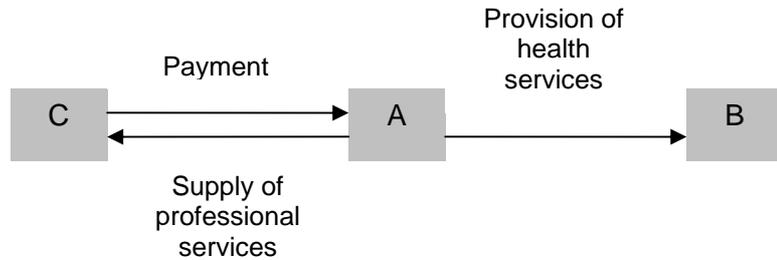 Provision of
health
services
Payment
C
A
B
Supply of
professional
services